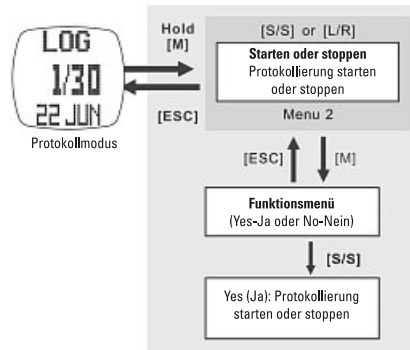 LOG
1/30
22 JUN
Protokollmodus
Hold
[M]
[ESC]
[S/S] or [L/R]
Starten oder stoppen
Protokollierung starten
oder stoppen
Menu 2
[ESC]
[M]
Funktionsmenü
(Yes-Ja oder No-Nein)
[S/S]
Yes (Ja): Protokollierung
starten oder stoppen